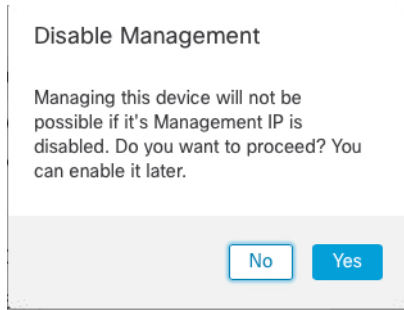 Disable Management
Managing this device will not be
possible if it's Management IP is
disabled. Do you want to proceed? You
can enable it later.
No
Yes